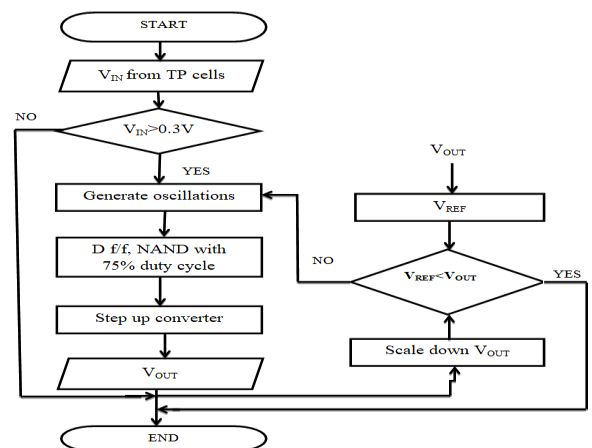 START
VIN from TP cells
NO
VIN>0.3V
YES
Generate oscillations
D f/f, NAND with
75% duty cycle
Step up converter
VOUT
END
VOUT
VREF
NO
VREF<VOUT
YES
Scale down VOUT